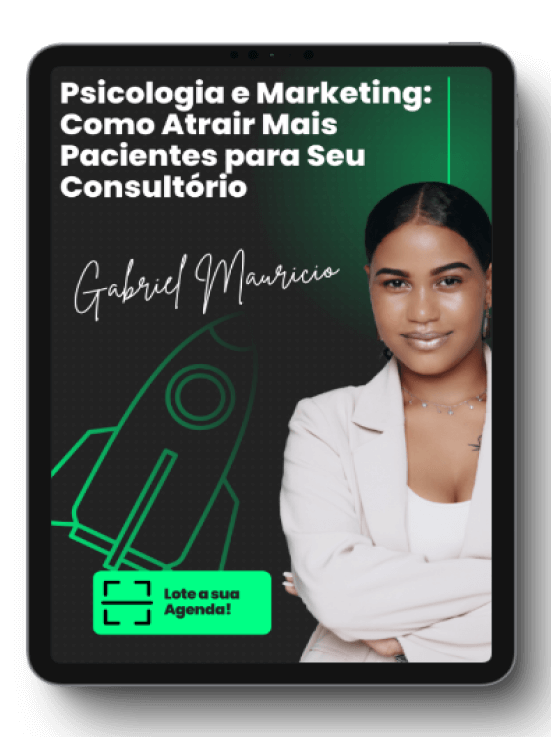 Psicologia e Marketing:
Como Atrair Mais
Pacientes para Seu
Consultório
Gabriel Mauricio
Lote a sua
Agenda!